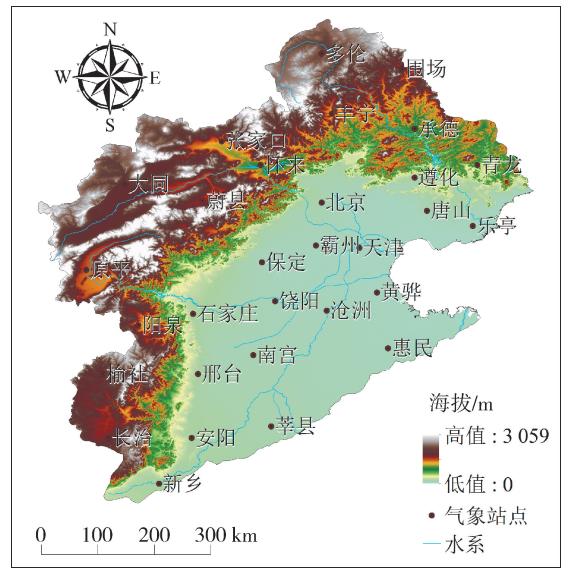 N
W E
S
多伦
围场
丰宁
承德
张家口
怀来
青龙
大同
遵化
蔚县
北京
唐山
乐亭
霸州
天津
保定
原平
黄骅
饶阳
石家庄
沧洲
阳泉
惠民
南宫
榆社
邢台
海拔/m
莘县
长治
安阳
高值:3 059
新乡
低值:0
气象站点
水系
0 100 200 300 km